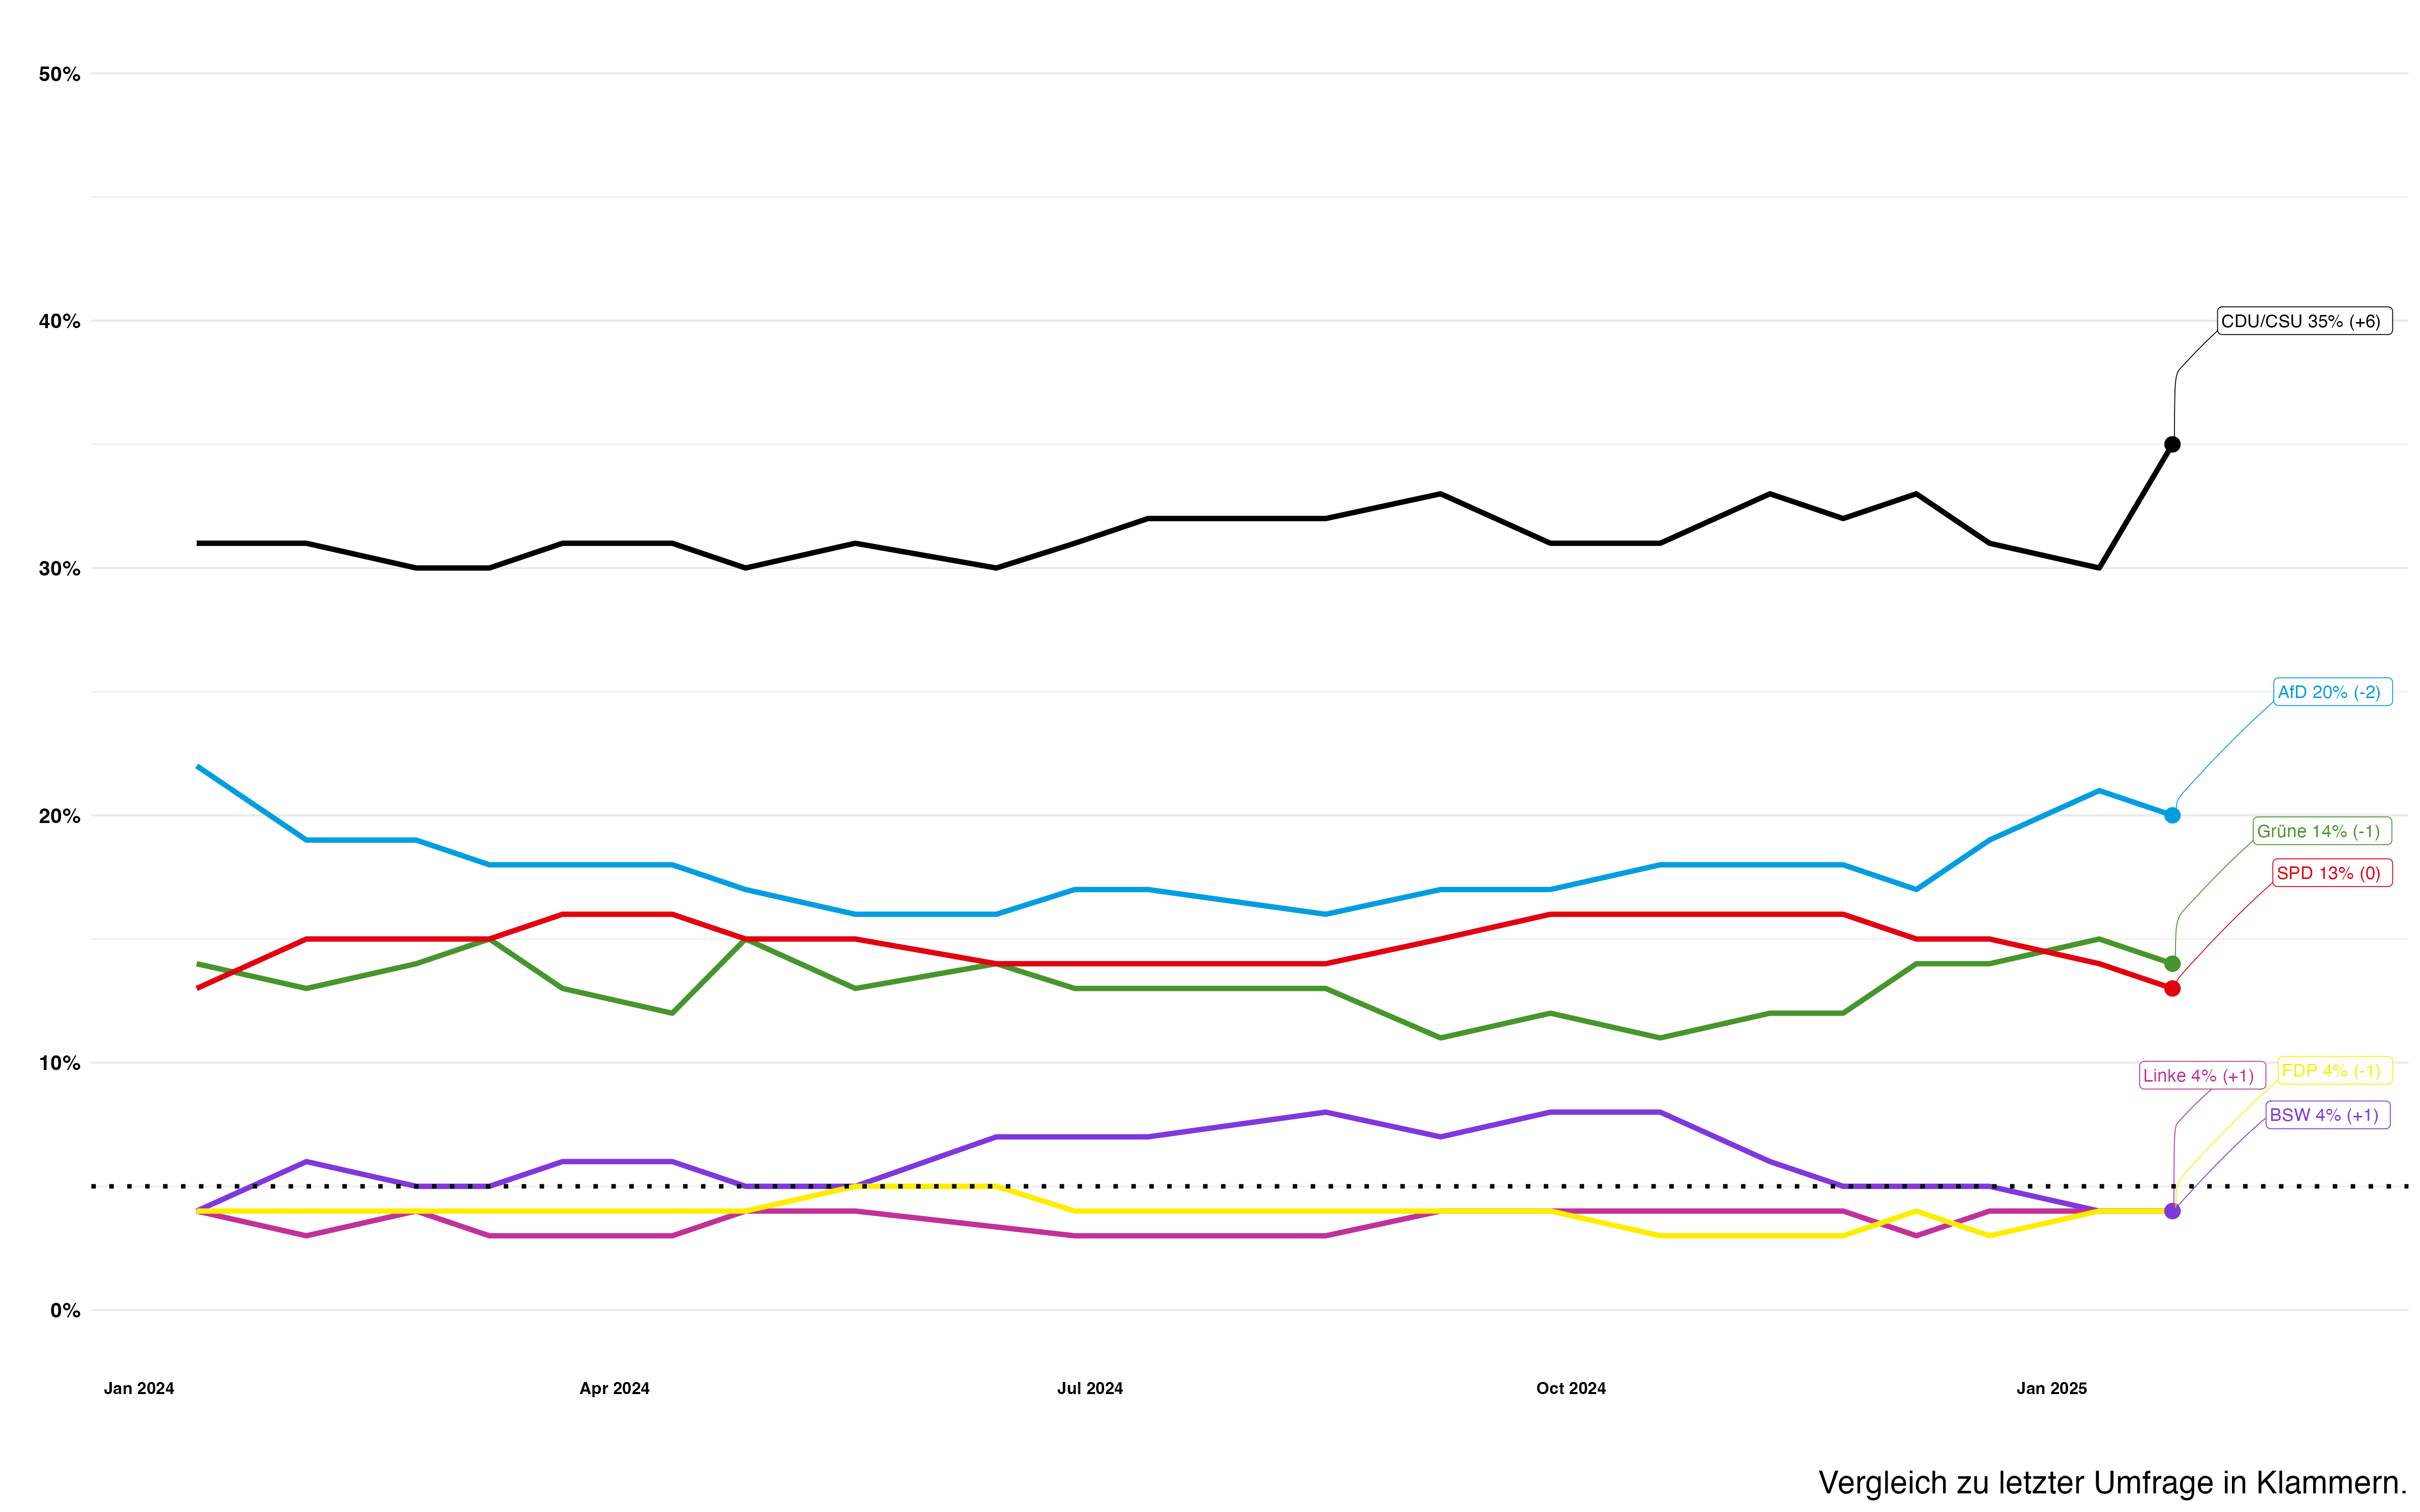 50%
40%
30%
20%
10%
0%
CDU/CSU 35% (+6)
AfD 20% (-2)
Grüne 14% (-1)
SPD 13% (0)
Linke 4% (+1)
FDP 4% (-1)
BSW 4% (+1)
Jan 2024
Apr 2024
Jul 2024
Oct 2024
Jan 2025
Vergleich zu letzter Umfrage in Klammern.